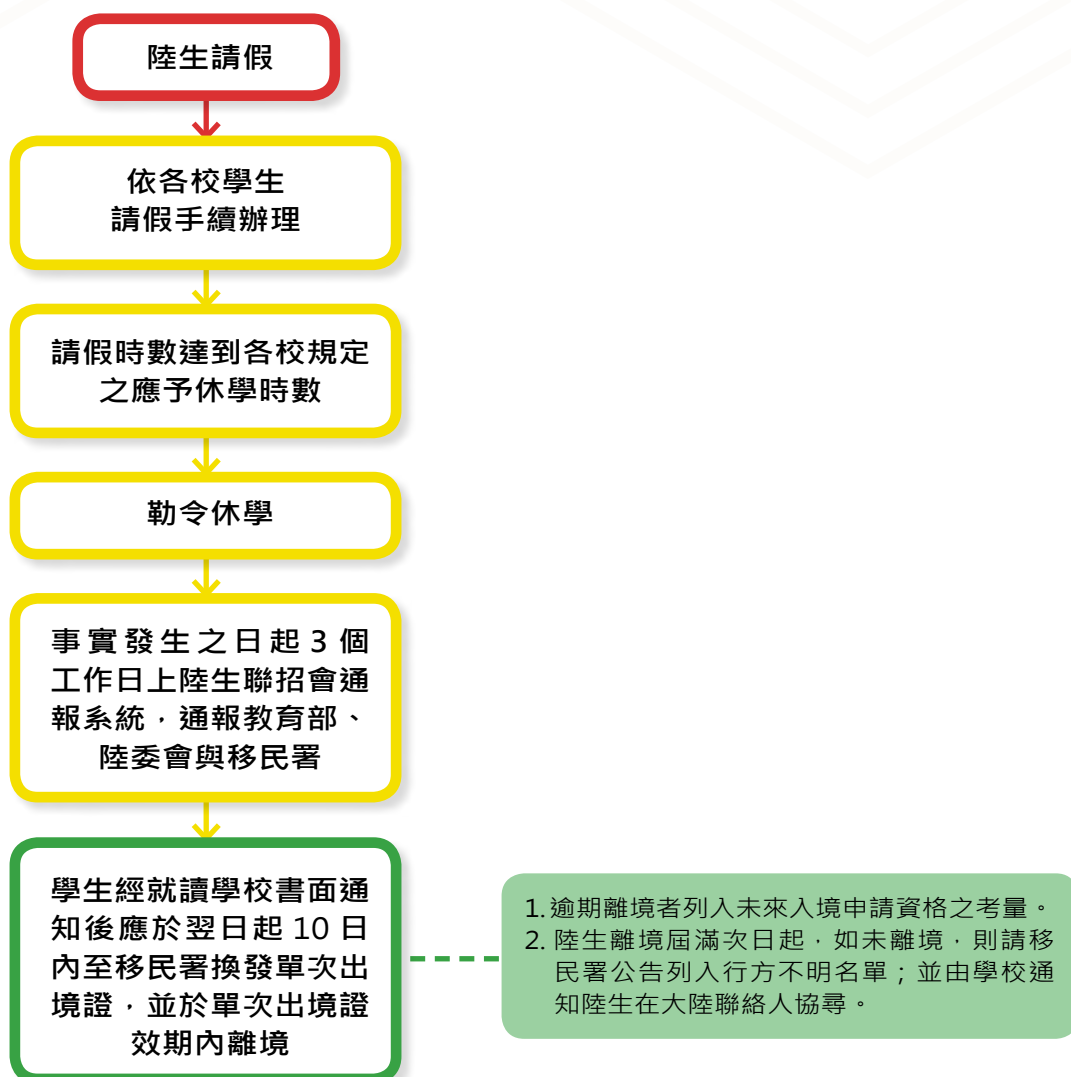 陸生請假
依各校學生
請假手續辦理
請假時數達到各校規定
之應予休學時數
勒令休學
事實發生之日起 3 個
工作日上陸生聯招會通
報系統，通報教育部、
陸委會與移民署
學生經就讀學校書面通
知後應於翌日起 10 日
內至移民署換發單次出
境證，並於單次出境證
效期內離境
1. 逾期離境者列入未來入境申請資格之考量。
2. 陸生離境屆滿次日起，如未離境，則請移
民署公告列入行方不明名單；並由學校通
知陸生在大陸聯絡人協尋。